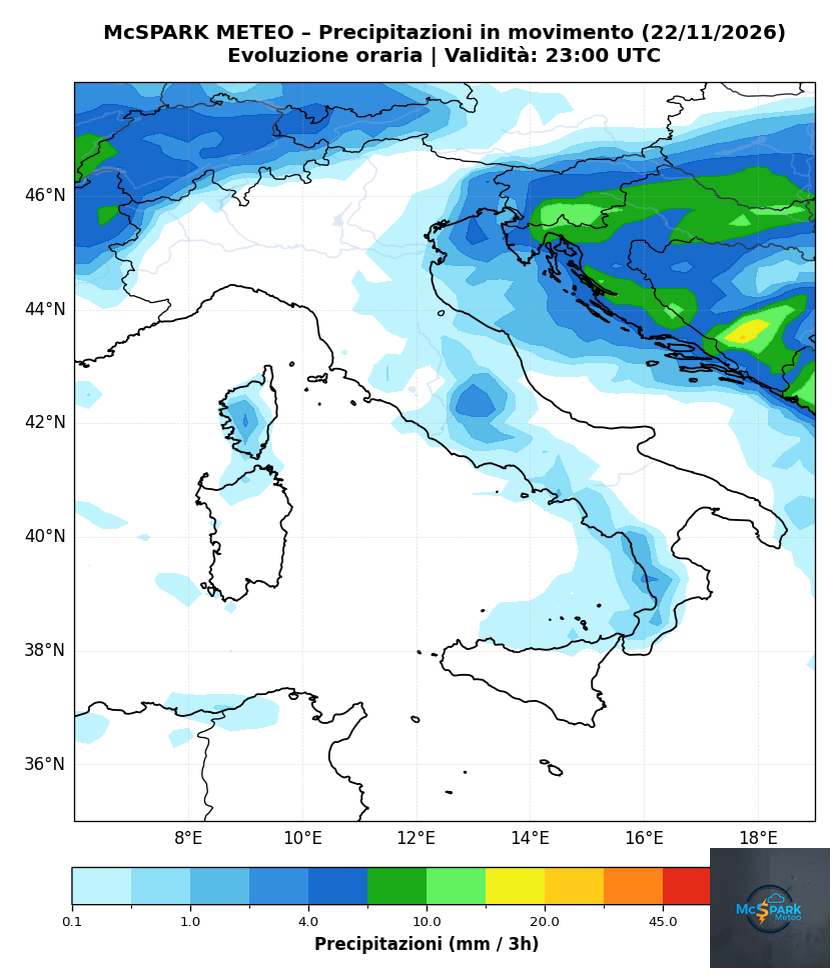 McSPARK METEO – Precipitazioni in movimento (22/11/2026)
Evoluzione oraria | Validità: 23:00 UTC
46°N
44°N
42°N
40°N
38°N
36°N
8°E 10°E 12°E 14°E 16°E 18°E
0.1 1.0 4.0 10.0 20.0 45.0
Precipitazioni (mm / 3h)
McSPARK
Meteo